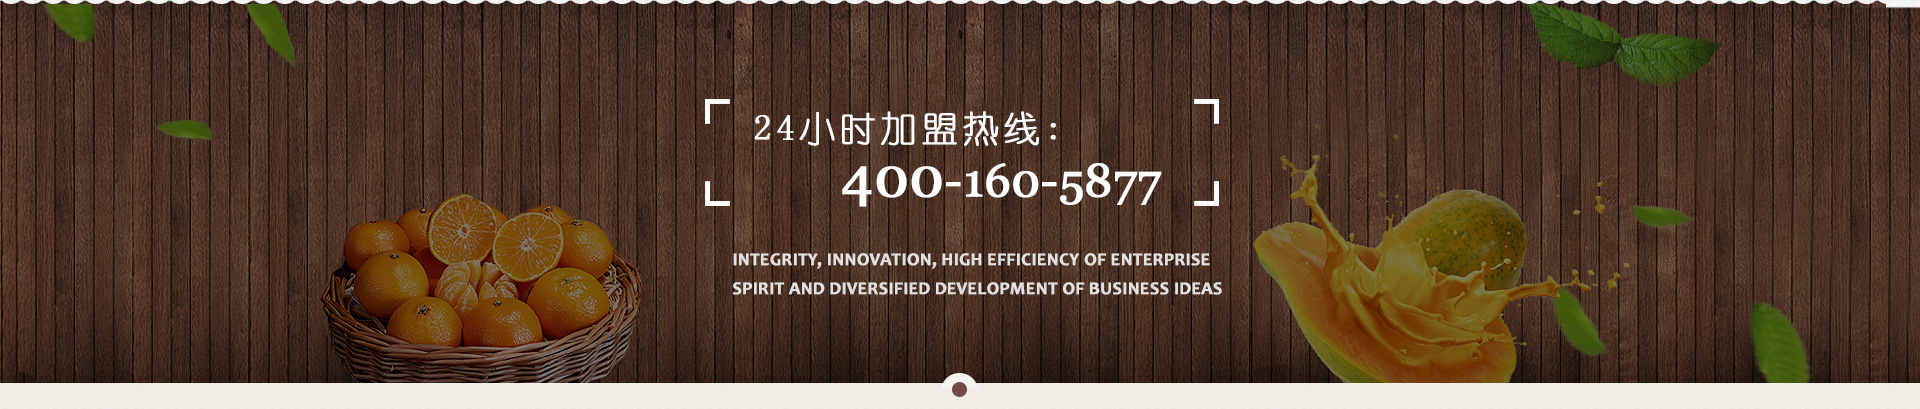 24小时加盟热线：
400-160-5877
INTEGRITY, INNOVATION, HIGH EFFICIENCY OF ENTERPRISE
SPIRIT AND DIVERSIFIED DEVELOPMENT OF BUSINESS IDEAS